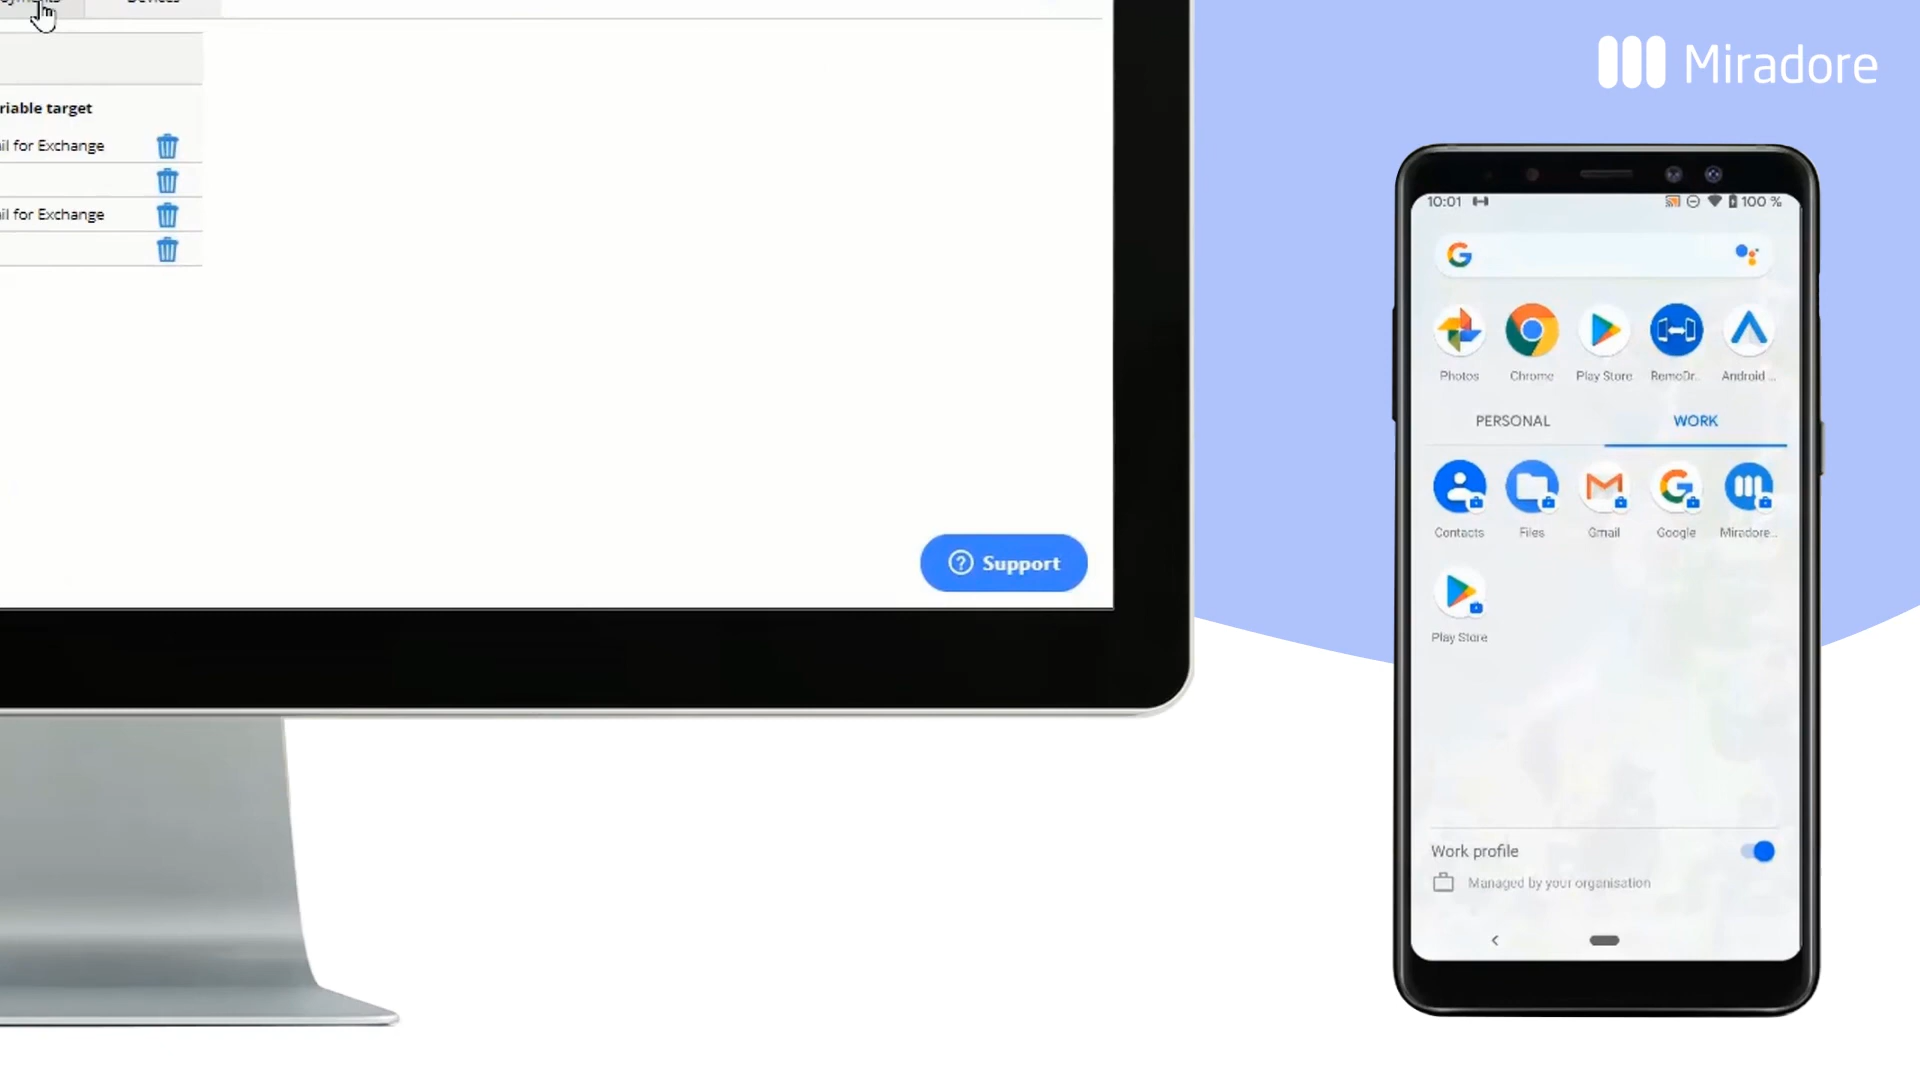 riable target
il for Exchange
il for Exchange
Support
Miradore
10:01
100 %
Photos
Chrome
Play Store
RemoDr...
Android ...
PERSONAL
WORK
Contacts
Files
Gmail
Google
Miradore...
Play Store
Work profile
Managed by your organisation